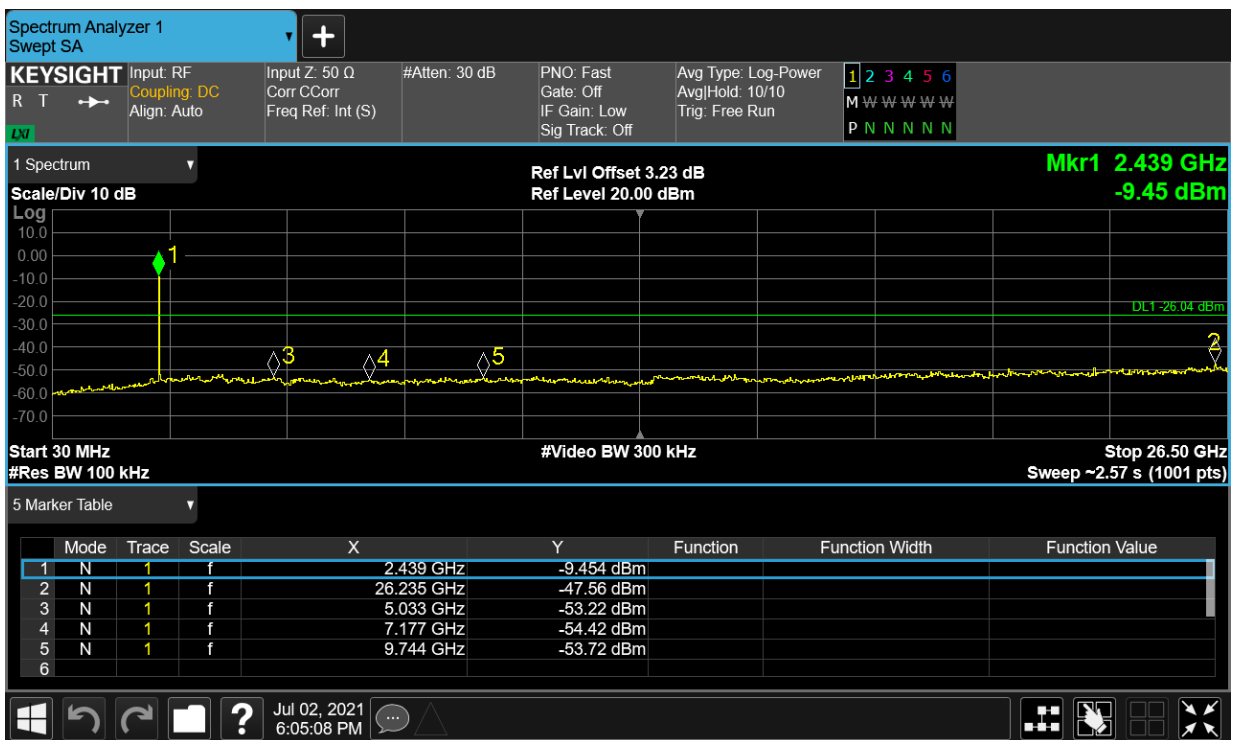 Spectrum Analyzer 1
Swept SA
+
KEYSIGHT
R T
LXI
Input: RF
Coupling: DC
Align: Auto
Input Z: 50 Ω
Corr CCorr
Freq Ref: Int (S)
#Atten: 30 dB
PNO: Fast
Gate: Off
IF Gain: Low
Sig Track: Off
Avg Type: Log-Power
Avg|Hold: 10/10
Trig: Free Run
1 2 3 4 5 6
M W W W W W
P N N N N N
1 Spectrum
Scale/Div 10 dB
Ref Lvl Offset 3.23 dB
Ref Level 20.00 dBm
Mkr1 2.439 GHz
-9.45 dBm
Log
10.0
0.00
-10.0
-20.0
-30.0
-40.0
-50.0
-60.0
-70.0
1
DL1 -26.04 dBm
2
3
4
5
Start 30 MHz
#Video BW 300 kHz
Stop 26.50 GHz
#Res BW 100 kHz
Sweep ~2.57 s (1001 pts)
5 Marker Table
Mode Trace Scale X Y Function Function Width Function Value
1 N 1 f 2.439 GHz -9.454 dBm
2 N 1 f 26.235 GHz -47.56 dBm
3 N 1 f 5.033 GHz -53.22 dBm
4 N 1 f 7.177 GHz -54.42 dBm
5 N 1 f 9.744 GHz -53.72 dBm
6
?
Jul 02, 2021
6:05:08 PM